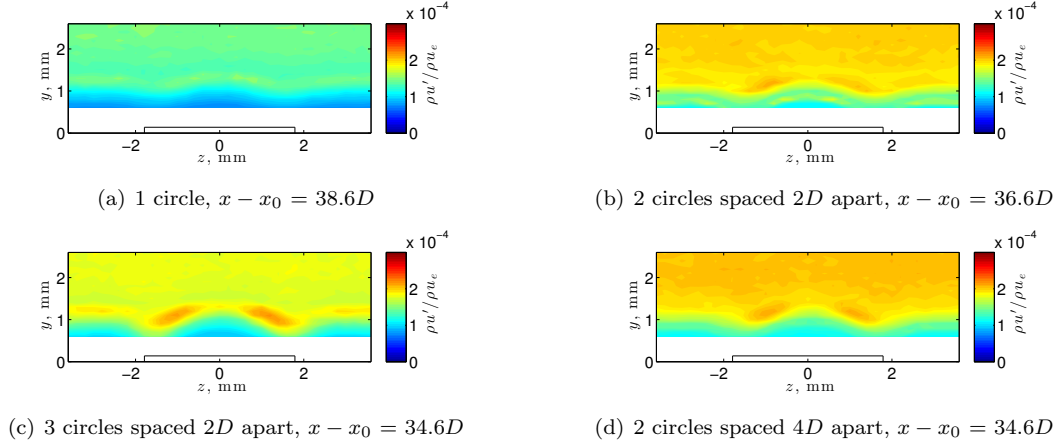 x 10⁻⁴
2
1
0
y, mm
−2
0
2
z, mm
4
2
0
ρu′/ρuₑ
(a) 1 circle, x − x₀ = 38.6D
x 10⁻⁴
2
1
0
y, mm
−2
0
2
z, mm
4
2
0
ρu′/ρuₑ
(b) 2 circles spaced 2D apart, x − x₀ = 36.6D
x 10⁻⁴
2
1
0
y, mm
−2
0
2
z, mm
4
2
0
ρu′/ρuₑ
(c) 3 circles spaced 2D apart, x − x₀ = 34.6D
x 10⁻⁴
2
1
0
y, mm
−2
0
2
z, mm
4
2
0
ρu′/ρuₑ
(d) 2 circles spaced 4D apart, x − x₀ = 34.6D